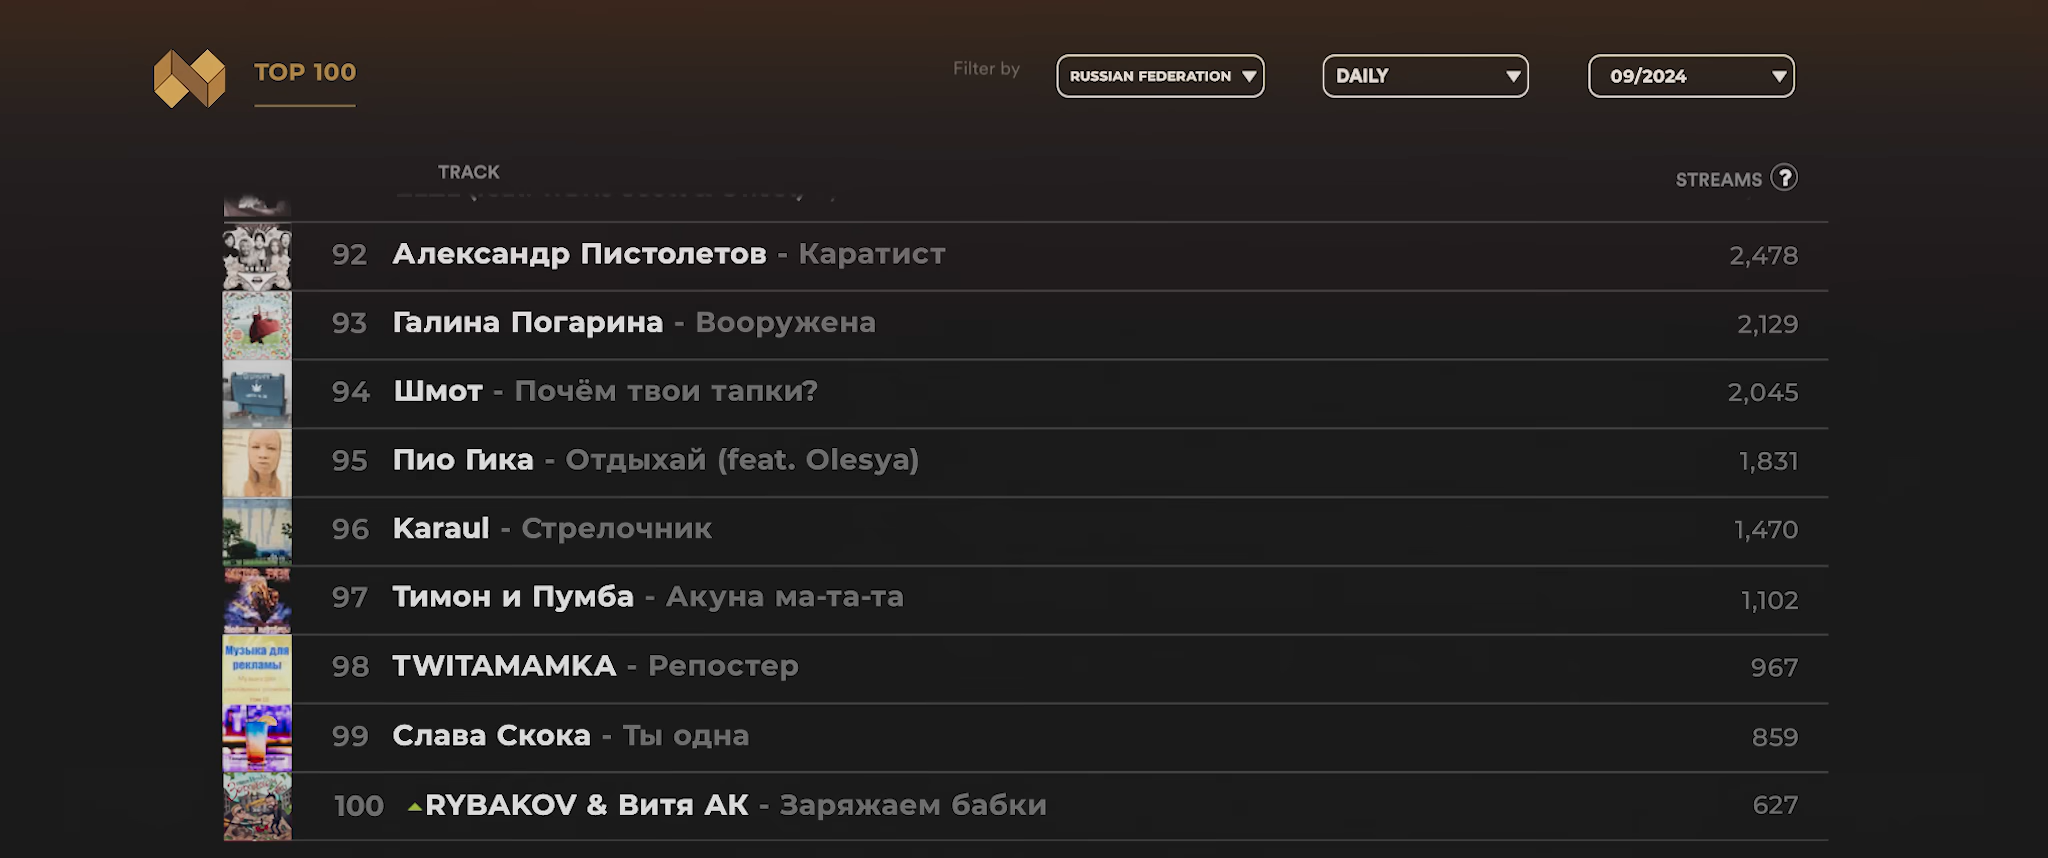 TOP 100
Filter by
RUSSIAN FEDERATION
DAILY
09/2024
TRACK
STREAMS ?
92 Александр Пистолетов - Каратист 2,478
93 Галина Погарина - Вооружена 2,129
94 Шмот - Почём твои тапки? 2,045
95 Пио Гика - Отдыхай (feat. Olesya) 1,831
96 Karaul - Стрелочник 1,470
97 Тимон и Пумба - Акуна ма-та-та 1,102
Музыка для
рекламы
98 TWITAMAMKA - Репостер 967
99 Слава Скока - Ты одна 859
100 RYBAKOV & Витя АК - Заряжаем бабки 627